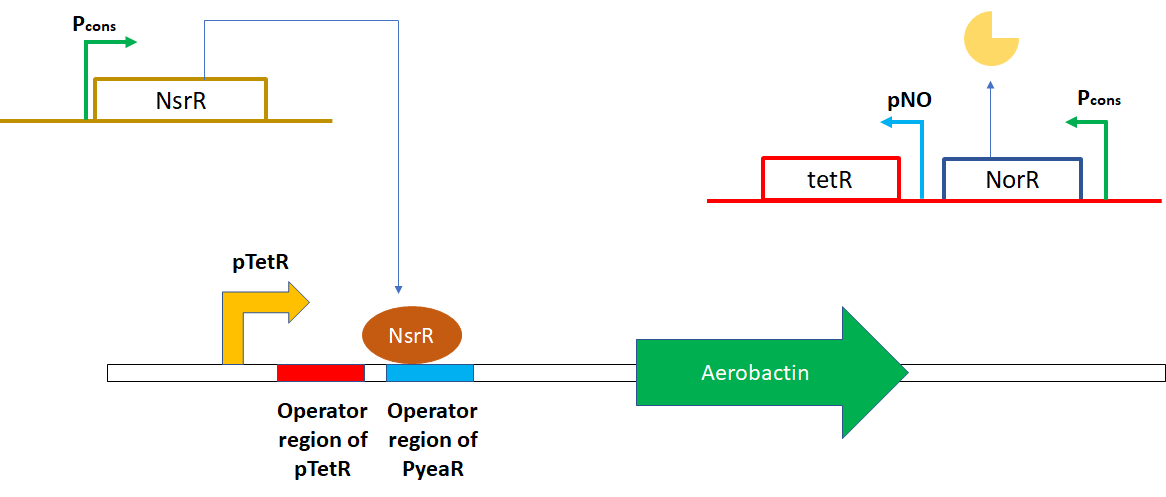 Pcons
NsrR
pNO
Pcons
tetR
NorR
pTetR
NsrR
Aerobactin
Operator
region of
pTetR
Operator
region of
PyeaR